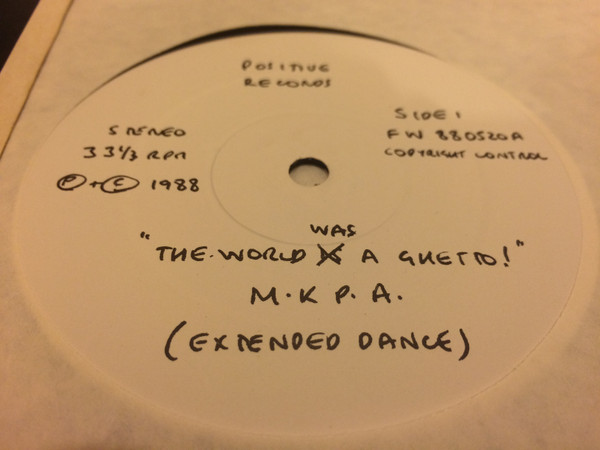 POSITIVE
RECORDS
STEREO
33 1/3 RPM
Ⓟ + Ⓒ 1988
SIDE 1
FW 880520A
COPYRIGHT CONTROL
WAS
"THE WORLD A GHETTO!"
M.K P.A.
(EXTENDED DANCE)